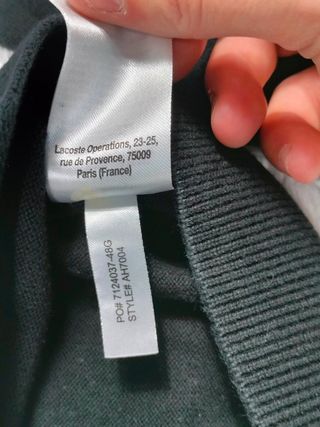 Lacoste Operations, 23-25,
rue de Provence, 75009
Paris (France)
PO# 7124037-48G
STYLE# AH7004